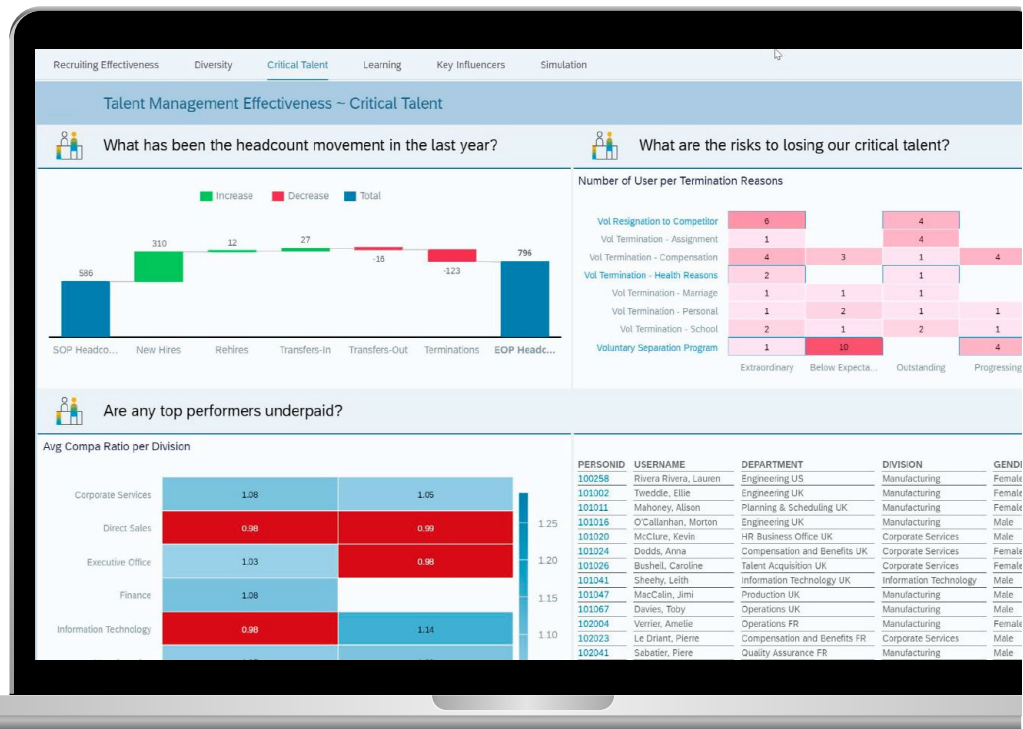 Recruiting Effectiveness Diversity Critical Talent Learning Key Influencers Simulation
Talent Management Effectiveness ~ Critical Talent
What has been the headcount movement in the last year?
Increase Decrease Total
586 310 12 27 -16 -123 796
SOP Headco... New Hires Rehires Transfers-In Transfers-Out Terminations EOP Headc...
What are the risks to losing our critical talent?
Number of User per Termination Reasons
Vol Resignation to Competitor 6 4
Vol Termination - Assignment 1 4
Vol Termination - Compensation 4 3 1 4
Vol Termination - Health Reasons 2 1
Vol Termination - Marriage 1 1 1
Vol Termination - Personal 1 2 1 1
Vol Termination - School 2 1 2 1
Voluntary Separation Program 1 10 4
Extraordinary Below Expecta... Outstanding Progressing
Are any top performers underpaid?
Avg Compa Ratio per Division
Corporate Services 1.08 1.05
Direct Sales 0.98 0.99
Executive Office 1.03 0.98
Finance 1.08
Information Technology 0.98 1.14
1.25
1.20
1.15
1.10
PERSONID USERNAME DEPARTMENT DIVISION GENDE
100258 Rivera Rivera, Lauren Engineering US Manufacturing Female
101002 Tweddle, Ellie Engineering UK Manufacturing Female
101011 Mahoney, Alison Planning & Scheduling UK Manufacturing Female
101016 O'Callanhan, Morton Engineering UK Manufacturing Male
101020 McClure, Kevin HR Business Office UK Corporate Services Male
101024 Dodds, Anna Compensation and Benefits UK Corporate Services Female
101026 Bushell, Caroline Talent Acquisition UK Corporate Services Female
101041 Sheehy, Leith Information Technology UK Information Technology Male
101047 MacCalin, Jimi Production UK Manufacturing Male
101067 Davies, Toby Operations UK Manufacturing Male
102004 Verrier, Amelie Operations FR Manufacturing Female
102023 Le Driant, Pierre Compensation and Benefits FR Corporate Services Male
102041 Sabatier, Piere Quality Assurance FR Manufacturing Male